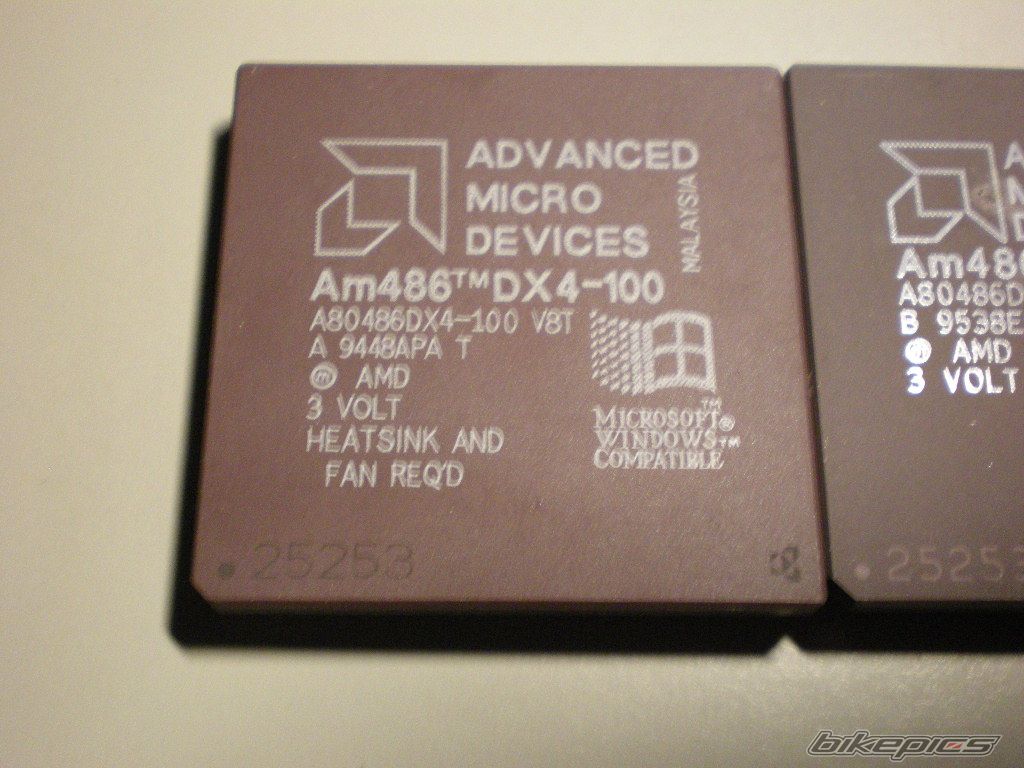 ADVANCED
MICRO
DEVICES
MALAYSIA
Am486™DX4-100
A80486DX4-100 V8T
A 9448APA T
ⓜ AMD
3 VOLT
HEATSINK AND
FAN REQ'D
MICROSOFT®
WINDOWS™
COMPATIBLE
25253
A
M
D
Am486
A80486D
B 9538E
ⓜ AMD
3 VOLT
25253
bikepics